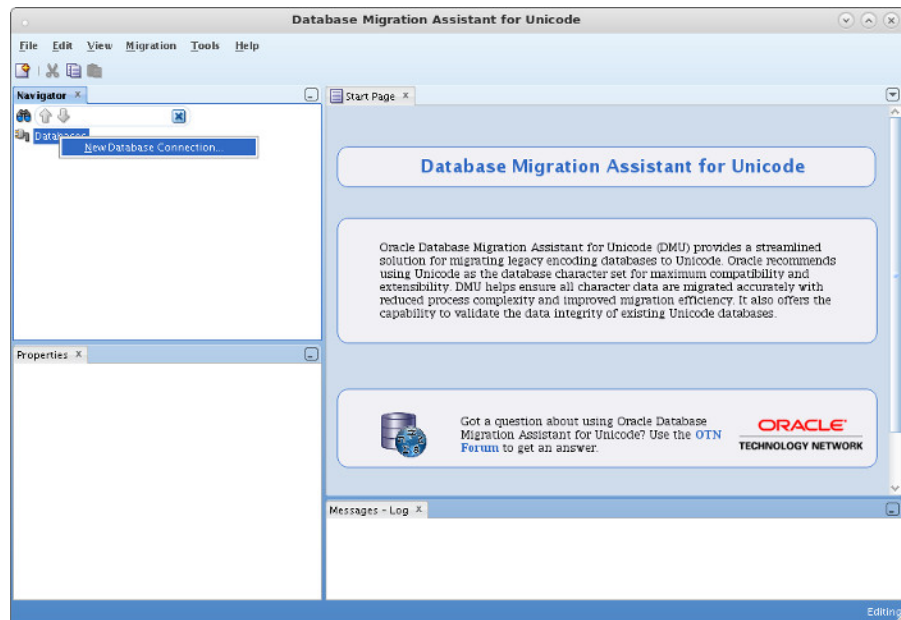 Database Migration Assistant for Unicode
File Edit View Migration Tools Help
Navigator
Databases
New Database Connection...
Properties
Start Page
Database Migration Assistant for Unicode
Oracle Database Migration Assistant for Unicode (DMU) provides a streamlined
solution for migrating legacy encoding databases to Unicode. Oracle recommends
using Unicode as the database character set for maximum compatibility and
extensibility. DMU helps ensure all character data are migrated accurately with
reduced process complexity and improved migration efficiency. It also offers the
capability to validate the data integrity of existing Unicode databases.
Got a question about using Oracle Database
Migration Assistant for Unicode? Use the OTN
Forum to get an answer.
ORACLE
TECHNOLOGY NETWORK
Messages - Log
Editing